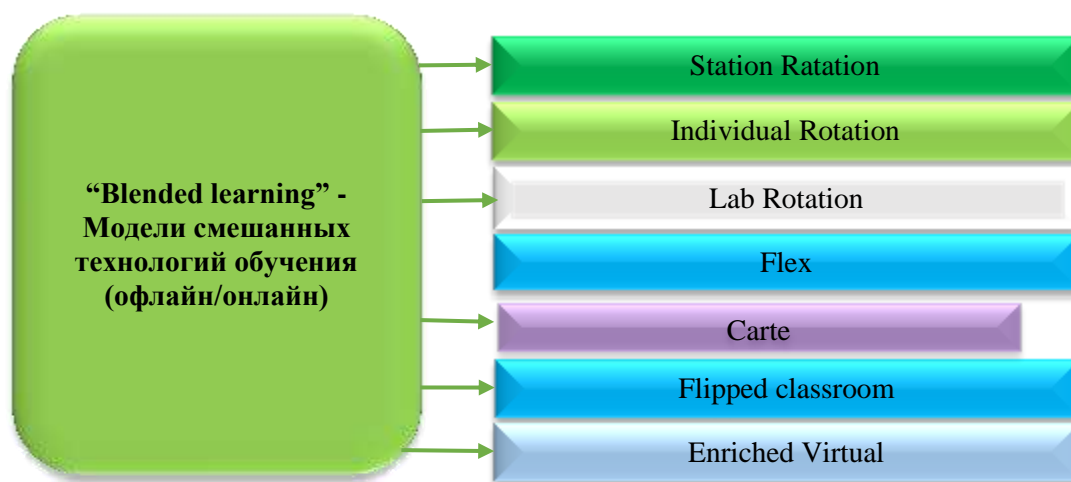 “Blended learning” -
Модели смешанных
технологий обучения
(офлайн/онлайн)
Station Ratation
Individual Rotation
Lab Rotation
Flex
Carte
Flipped classroom
Enriched Virtual